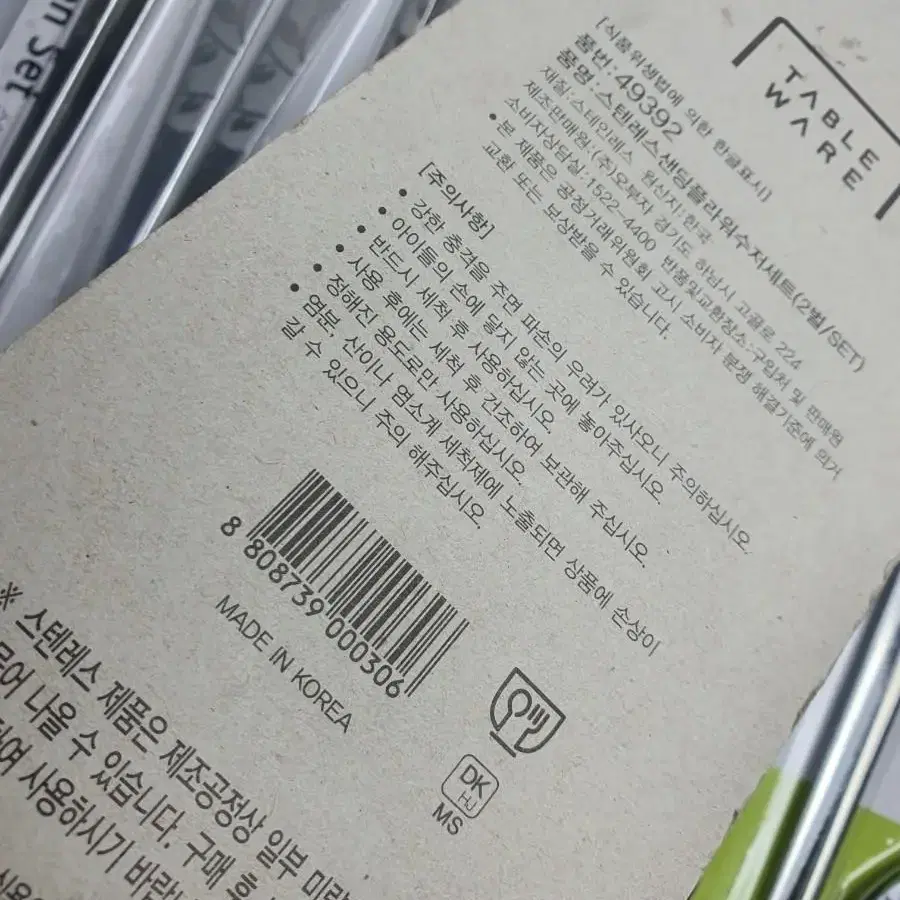 on Set
TABLE
WARE
[식품위생법에 의한 한글표시]
품번 : 49392
품명 : 스텐레스샌딩플라워수저세트(2벌/SET)
재질 : 스테인레스 원산지 : 한국
제조판매원 : (주)오부자 경기도 하남시 고골로 224
소비자상담실 : 1522-4400 반품및교환장소 : 구입처 및 판매원
• 본 제품은 공정거래위원회 고시 소비자 분쟁 해결기준에 의거
교환 또는 보상받을 수 있습니다.
[주의사항]
• 강한 충격을 주면 파손의 우려가 있사오니 주의하십시오.
• 아이들의 손에 닿지 않는 곳에 놓아주십시오.
• 반드시 세척 후 사용하십시오.
• 사용 후에는 세척 후 건조하여 보관해 주십시오.
• 정해진 용도로만 사용하십시오.
• 염분, 산이나 염소계 세척제에 노출되면 상품에 손상이
갈 수 있으니 주의 해주십시오.
8 808739 000306
MADE IN KOREA
DK
HJ
MS
※ 스테레스 제품은 제조공정상 일부 미
어 나올 수 있습니다. 구매 후
하여 사용하시기 바랍